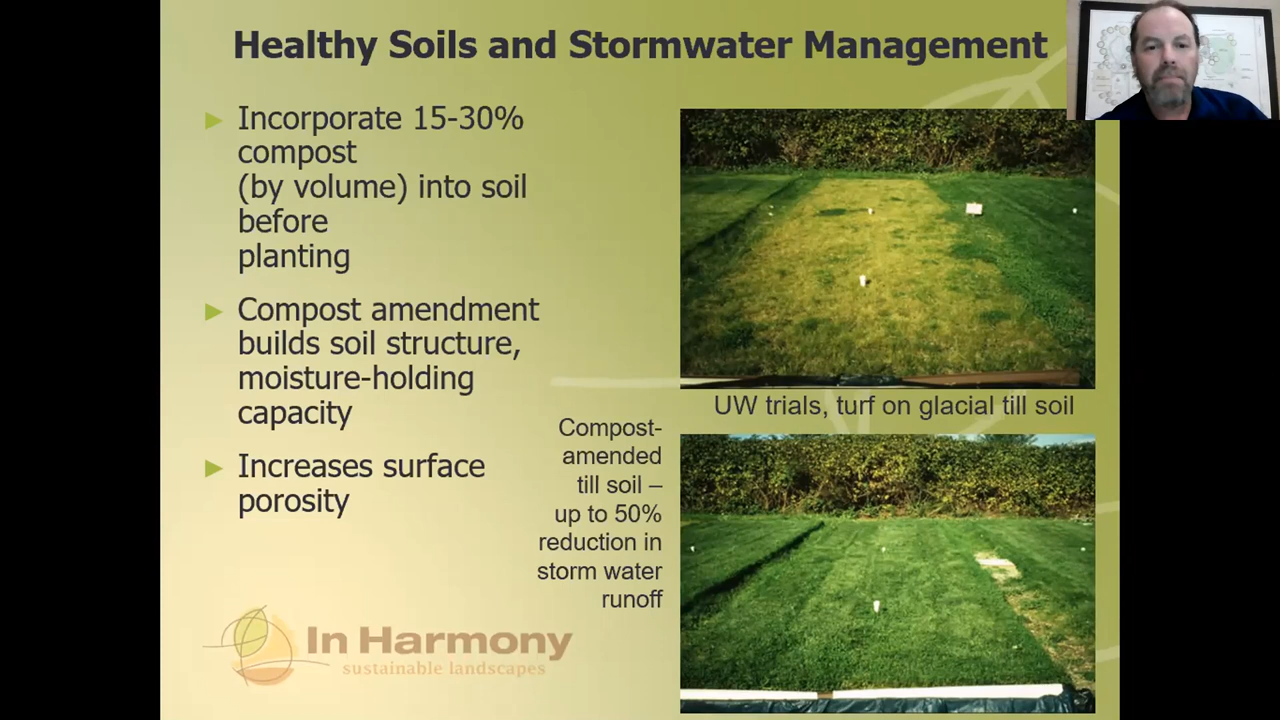 Healthy Soils and Stormwater Management
Incorporate 15-30%
compost
(by volume) into soil
before
planting
Compost amendment
builds soil structure,
moisture-holding
capacity
Increases surface
porosity
UW trials, turf on glacial till soil
Compost-
amended
till soil –
up to 50%
reduction in
storm water
runoff
In Harmony
sustainable landscapes